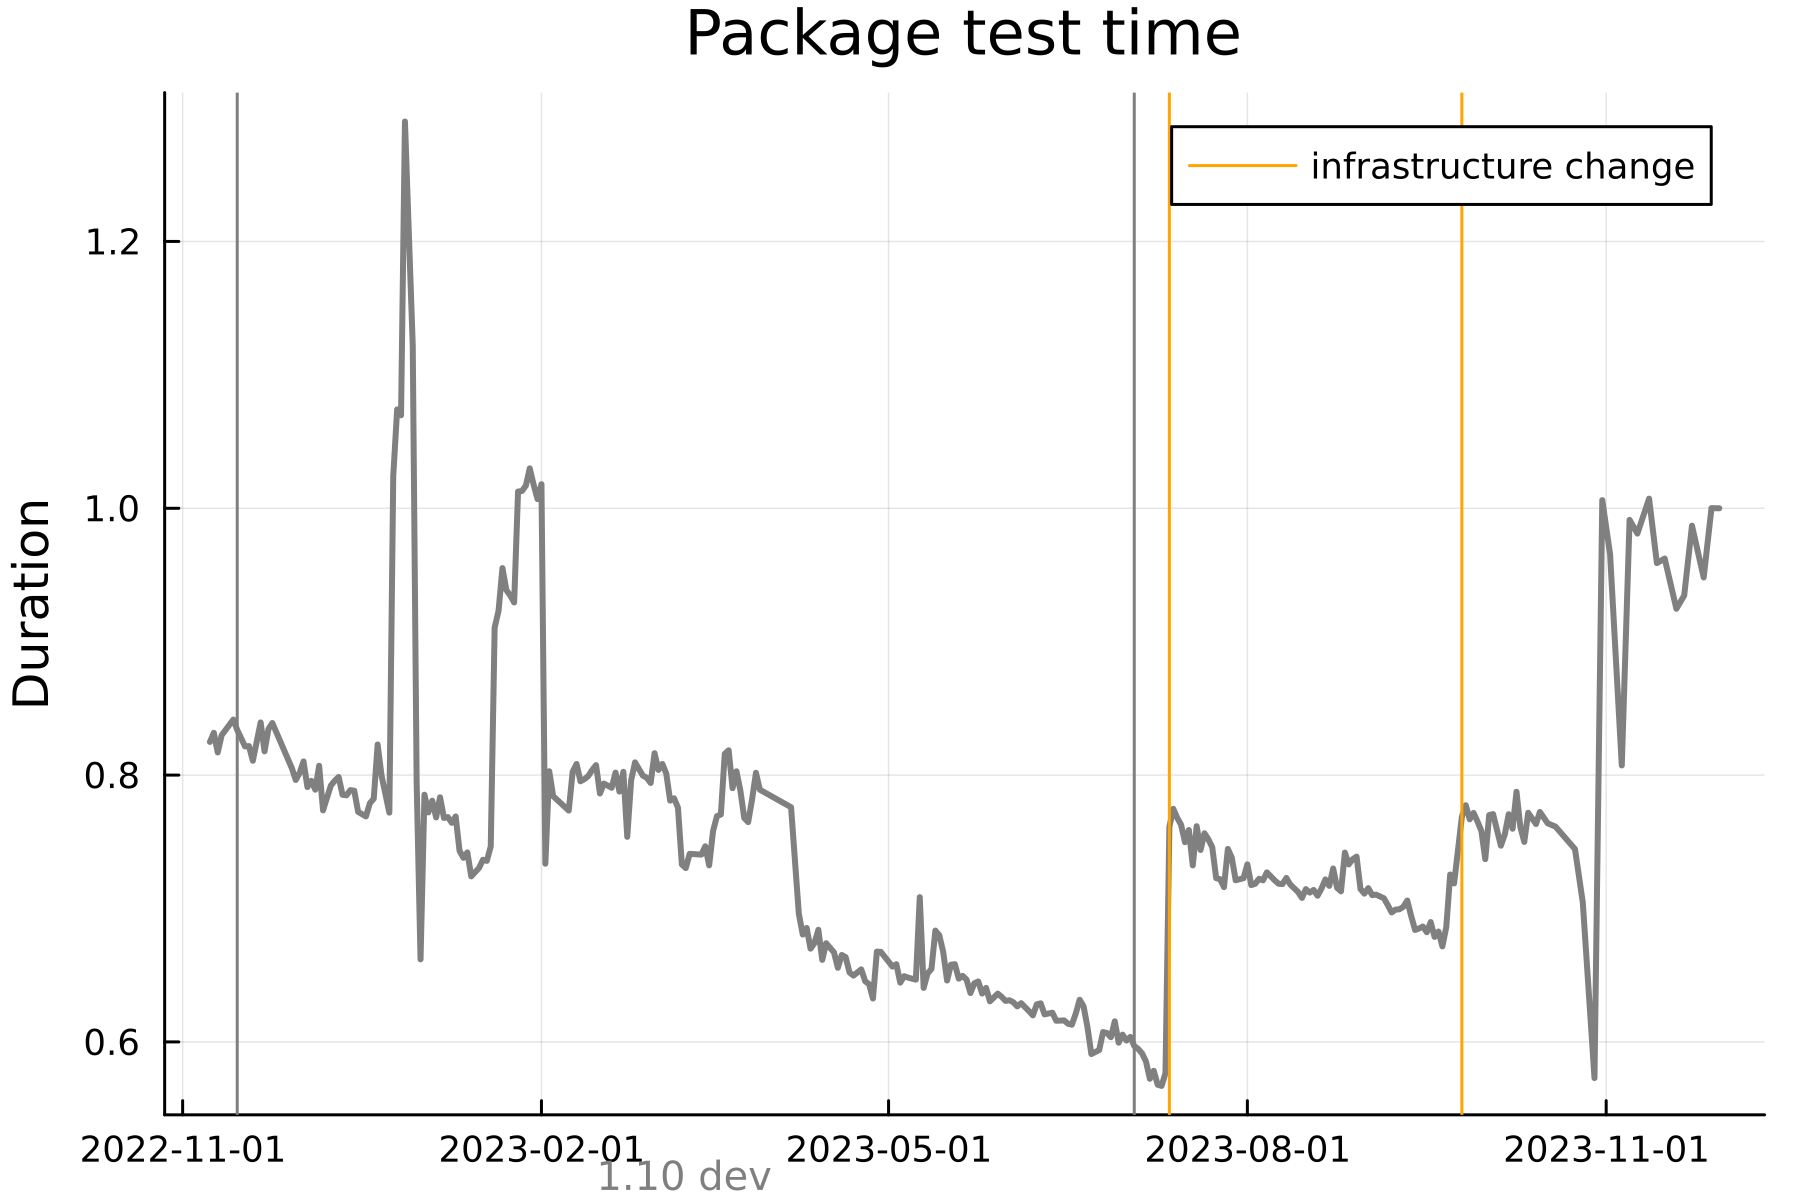 Package test time
infrastructure change
Duration
1.2
1.0
0.8
0.6
2022-11-01 2023-02-01 2023-05-01 2023-08-01 2023-11-01
1.10 dev